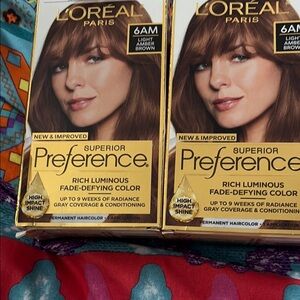 L'ORÉAL
PARIS
6AM
LIGHT
AMBER
BROWN
NEW & IMPROVED
SUPERIOR
Preference
RICH LUMINOUS
FADE-DEFYING COLOR
HIGH
IMPACT
SHINE
UP TO 9 WEEKS OF RADIANCE
GRAY COVERAGE & CONDITIONING
PERMANENT HAIRCOLOR
L'ORÉAL
PARIS
6AM
LIGHT
AMBER
BROWN
NEW & IMPROVED
SUPERIOR
Preference
RICH LUMINOUS
FADE-DEFYING COLOR
HIGH
IMPACT
SHINE
UP TO 9 WEEKS OF RADIANCE
GRAY COVERAGE & CONDITIONING
PERMANENT HAIRCOLOR